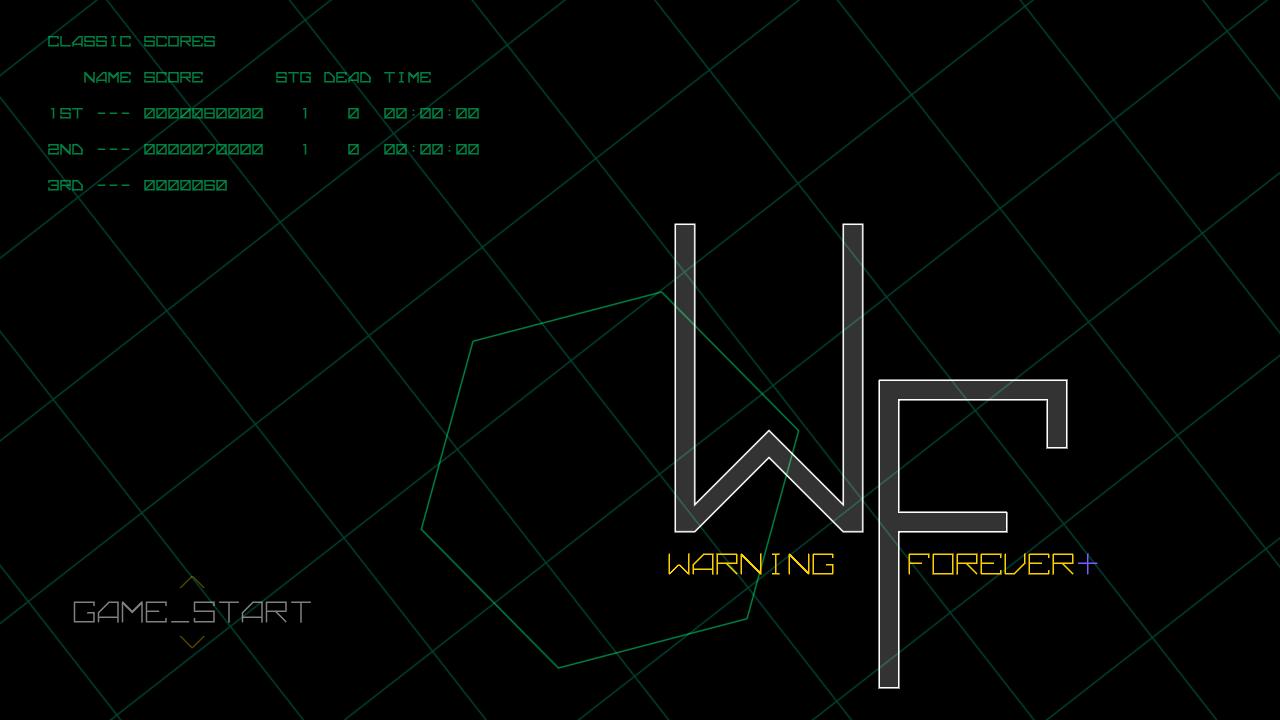 CLASSIC SCORES
NAME SCORE STG DEAD TIME
1ST --- 0000080000 1 0 00:00:00
2ND --- 0000070000 1 0 00:00:00
3RD --- 0000060
WF
WARNING FOREVER+
GAME_START